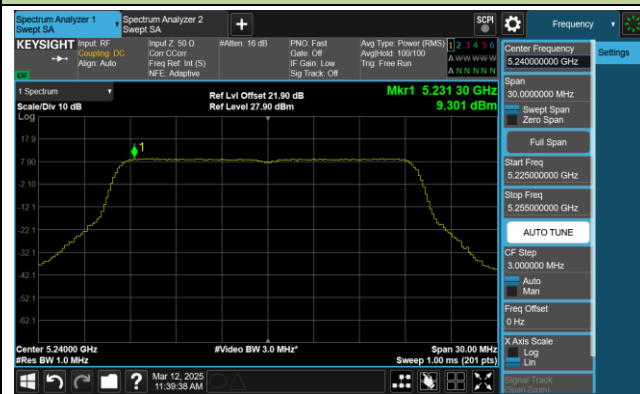 Spectrum Analyzer 1
Swept SA
Spectrum Analyzer 2
Swept SA
+
SCPI
Frequency
KEYSIGHT
Input: RF
Coupling: DC
Align: Auto
Input Z: 50 Ω
Corr CCorr
Freq Ref: Int (S)
NFE: Adaptive
#Atten: 16 dB
PNO: Fast
Gate: Off
IF Gain: Low
Sig Track: Off
Avg Type: Power (RMS)
Avg|Hold: 100/100
Trig: Free Run
1 2 3 4 5 6
A W W W W W
A N N N N N
LXI
1 Spectrum
Scale/Div 10 dB
Log
Ref Lvl Offset 21.90 dB
Ref Level 27.90 dBm
Mkr1 5.231 30 GHz
9.301 dBm
1
17.9
7.90
-2.10
-12.1
-22.1
-32.1
-42.1
-52.1
-62.1
Center 5.24000 GHz
#Res BW 1.0 MHz
#Video BW 3.0 MHz*
Span 30.00 MHz
Sweep 1.00 ms (201 pts)
Mar 12, 2025
11:39:38 AM
Center Frequency
5.240000000 GHz
Settings
Span
30.0000000 MHz
Swept Span
Zero Span
Full Span
Start Freq
5.225000000 GHz
Stop Freq
5.255000000 GHz
AUTO TUNE
CF Step
3.000000 MHz
Auto
Man
Freq Offset
0 Hz
X Axis Scale
Log
Lin
Signal Track
(Span Zoom)